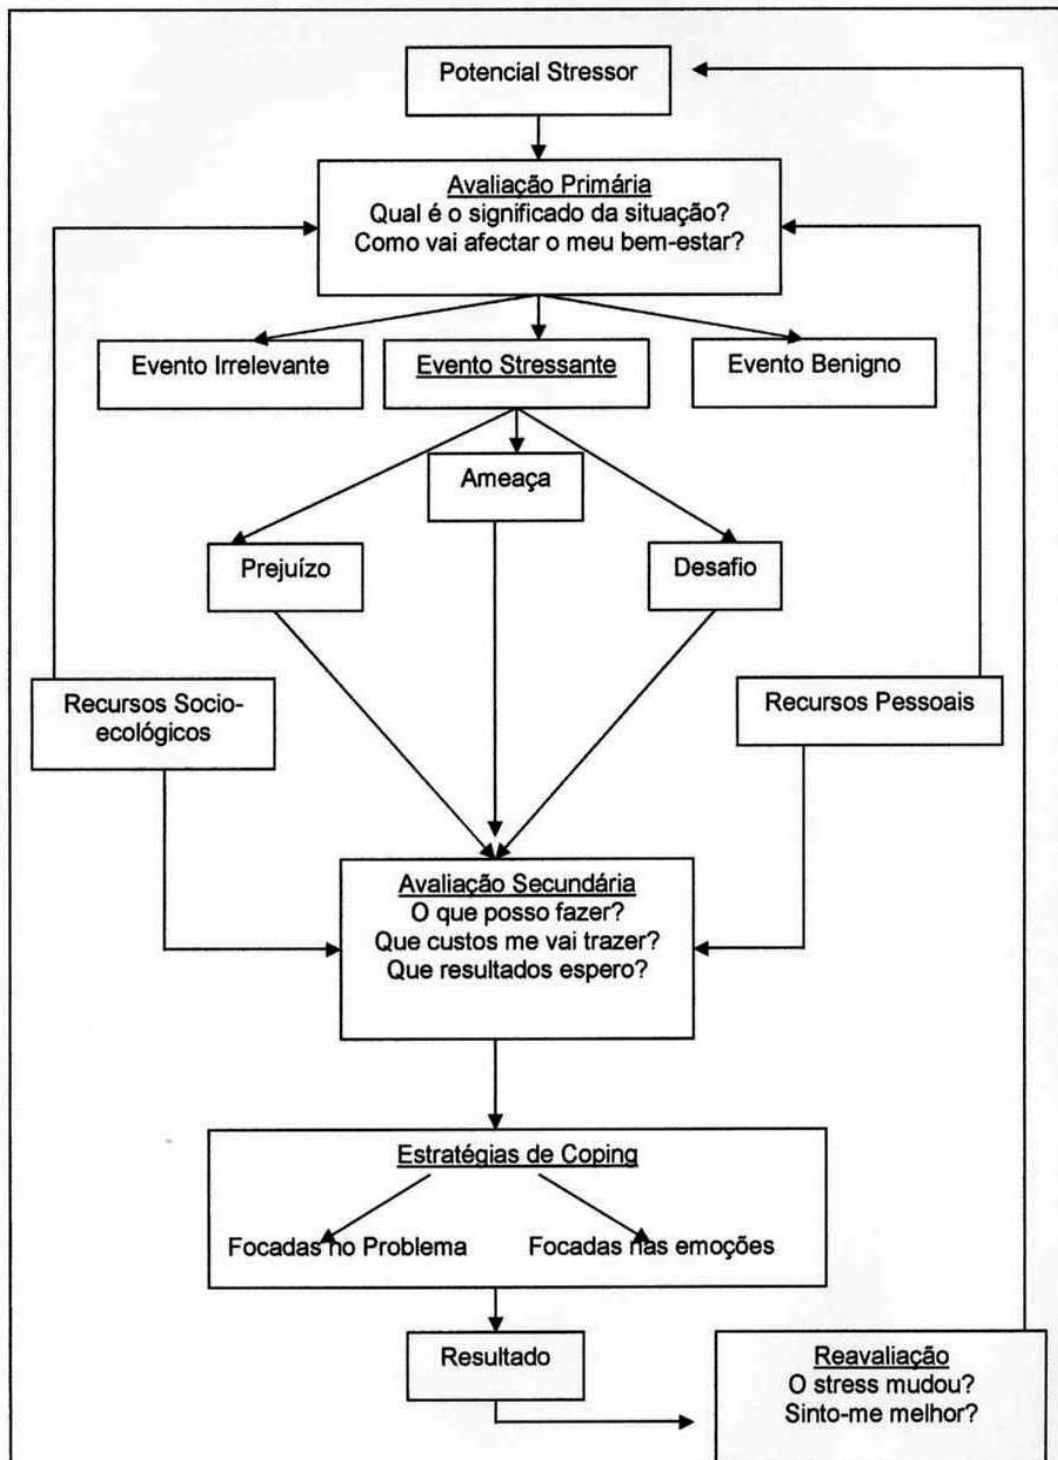 Potencial Stressor
Avaliação Primária
Qual é o significado da situação?
Como vai afectar o meu bem-estar?
Evento Irrelevante
Evento Stressante
Evento Benigno
Ameaça
Prejuízo
Desafio
Recursos Socio-
ecológicos
Recursos Pessoais
Avaliação Secundária
O que posso fazer?
Que custos me vai trazer?
Que resultados espero?
Estratégias de Coping
Focadas no Problema
Focadas nas emoções
Resultado
Reavaliação
O stress mudou?
Sinto-me melhor?